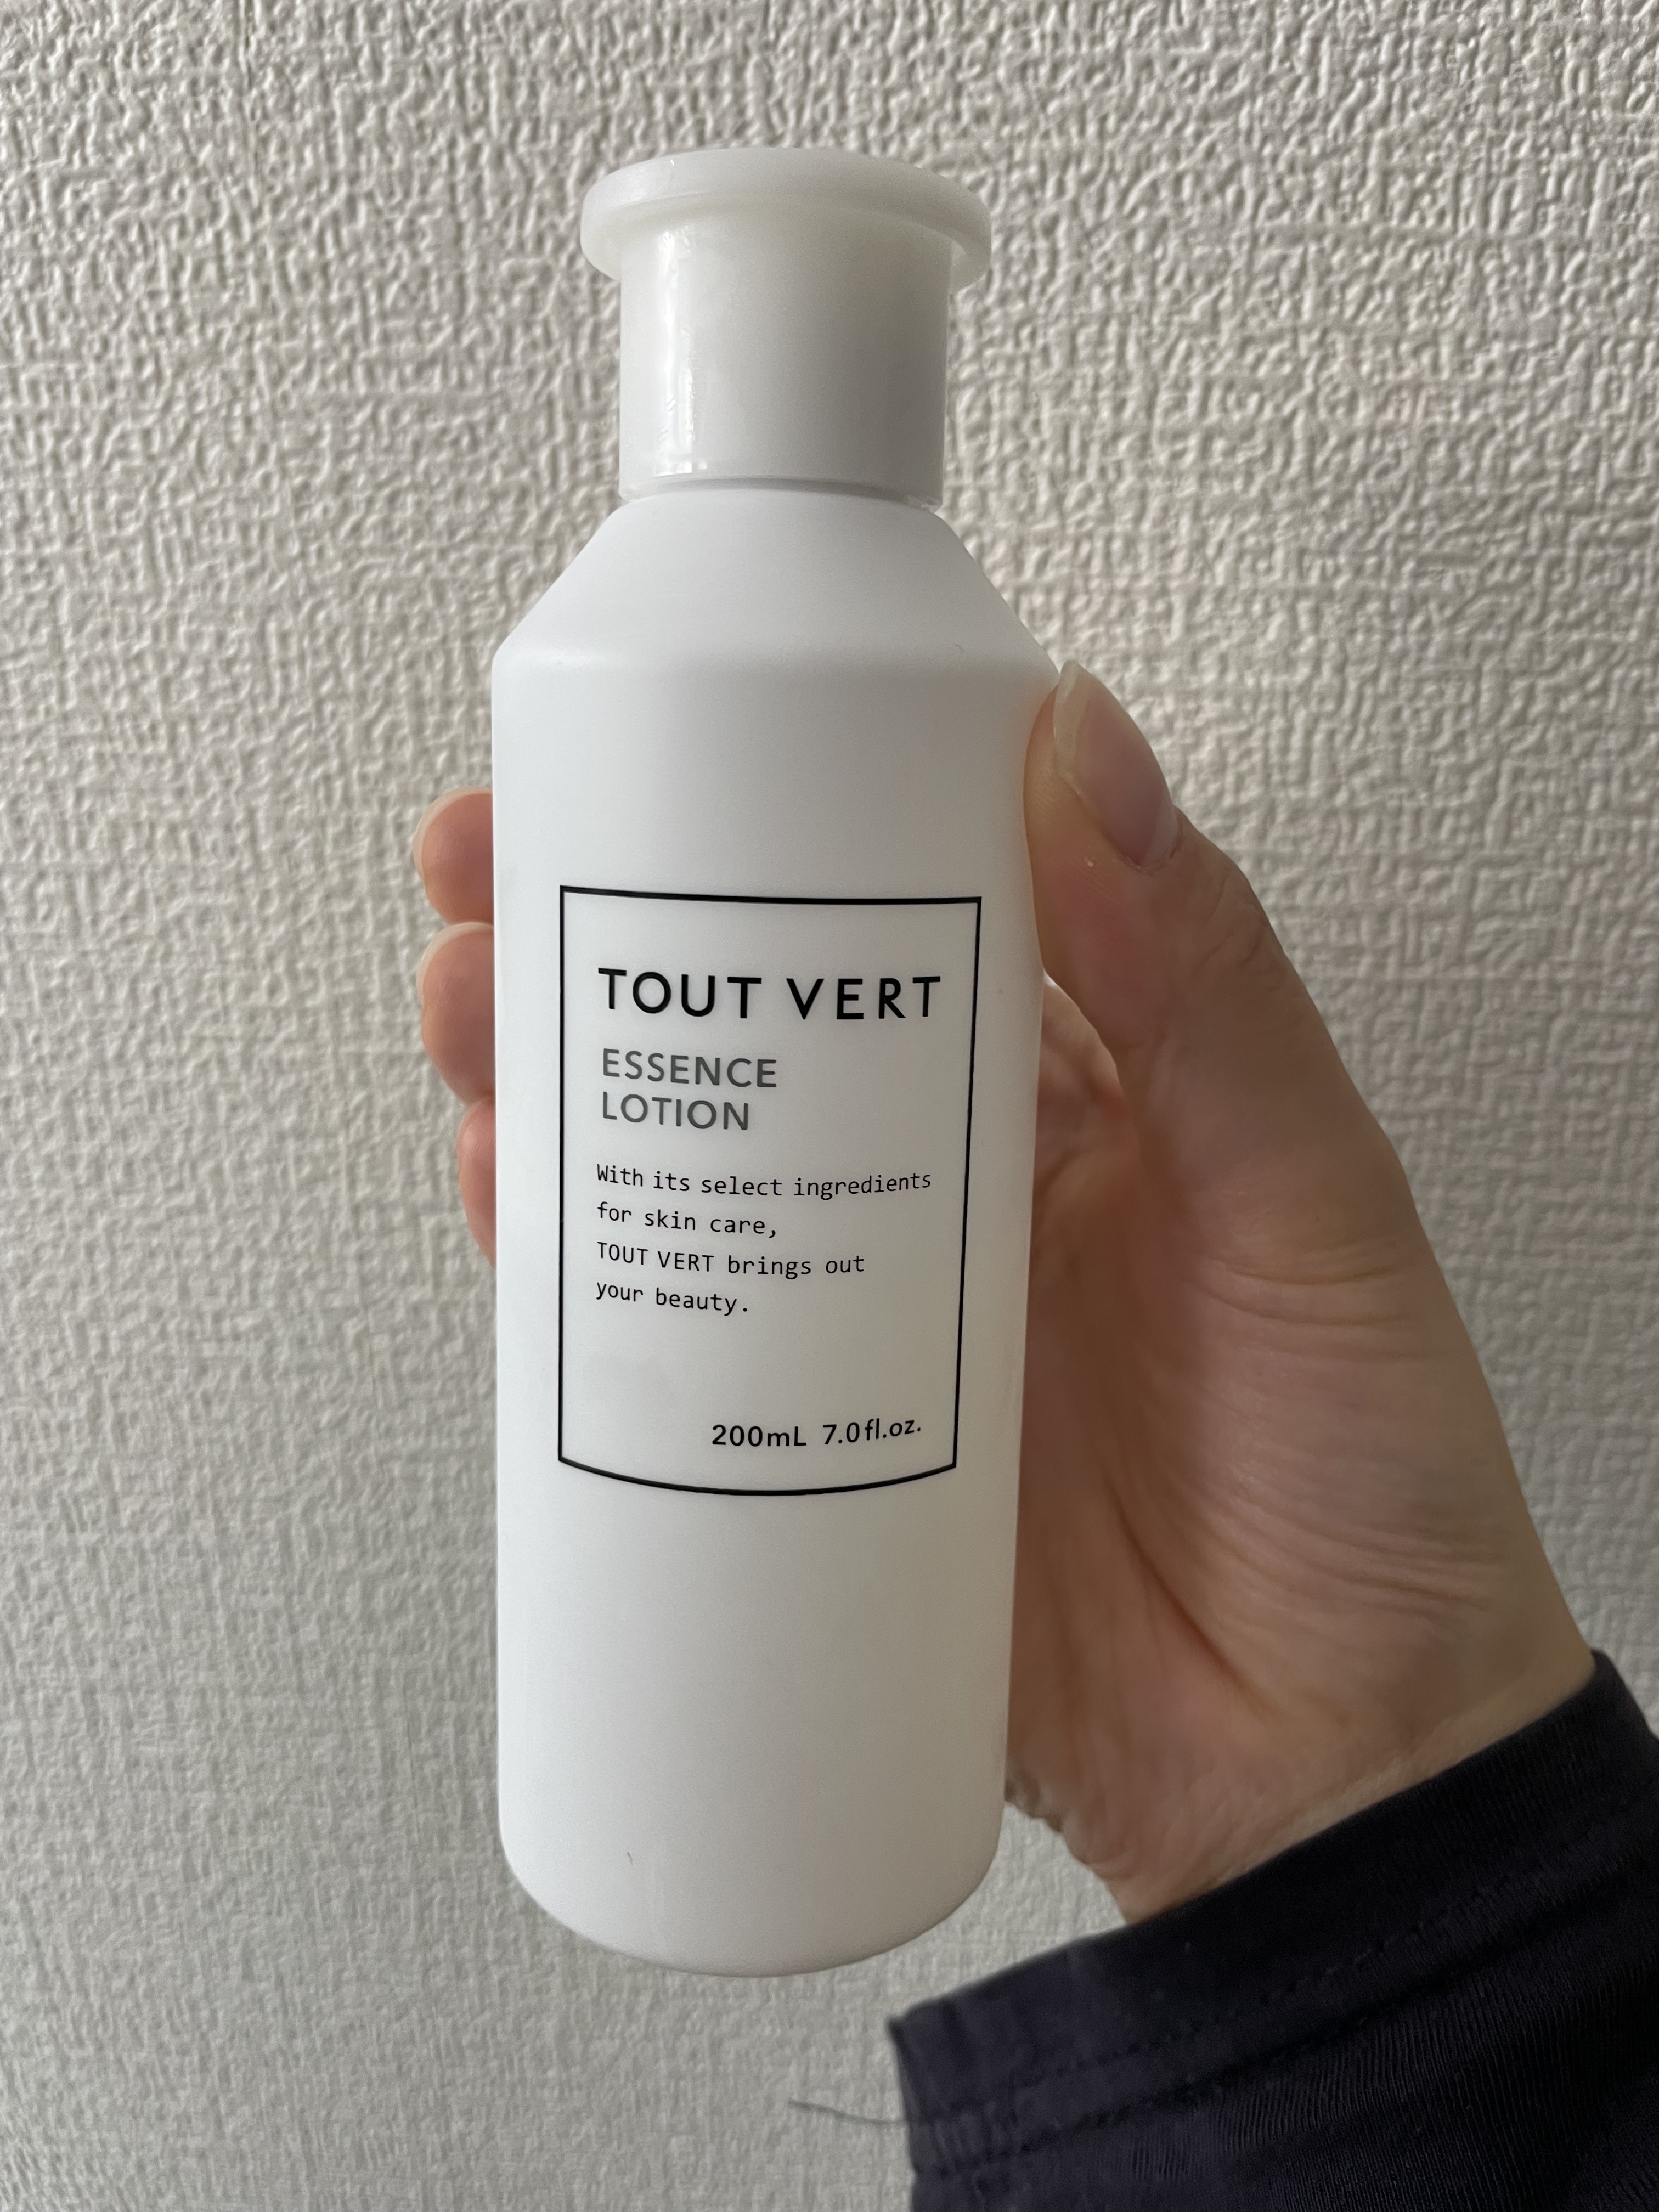 TOUT VERT
ESSENCE
LOTION
With its select ingredients
for skin care,
TOUT VERT brings out
your beauty.
200mL 7.0fl.oz.